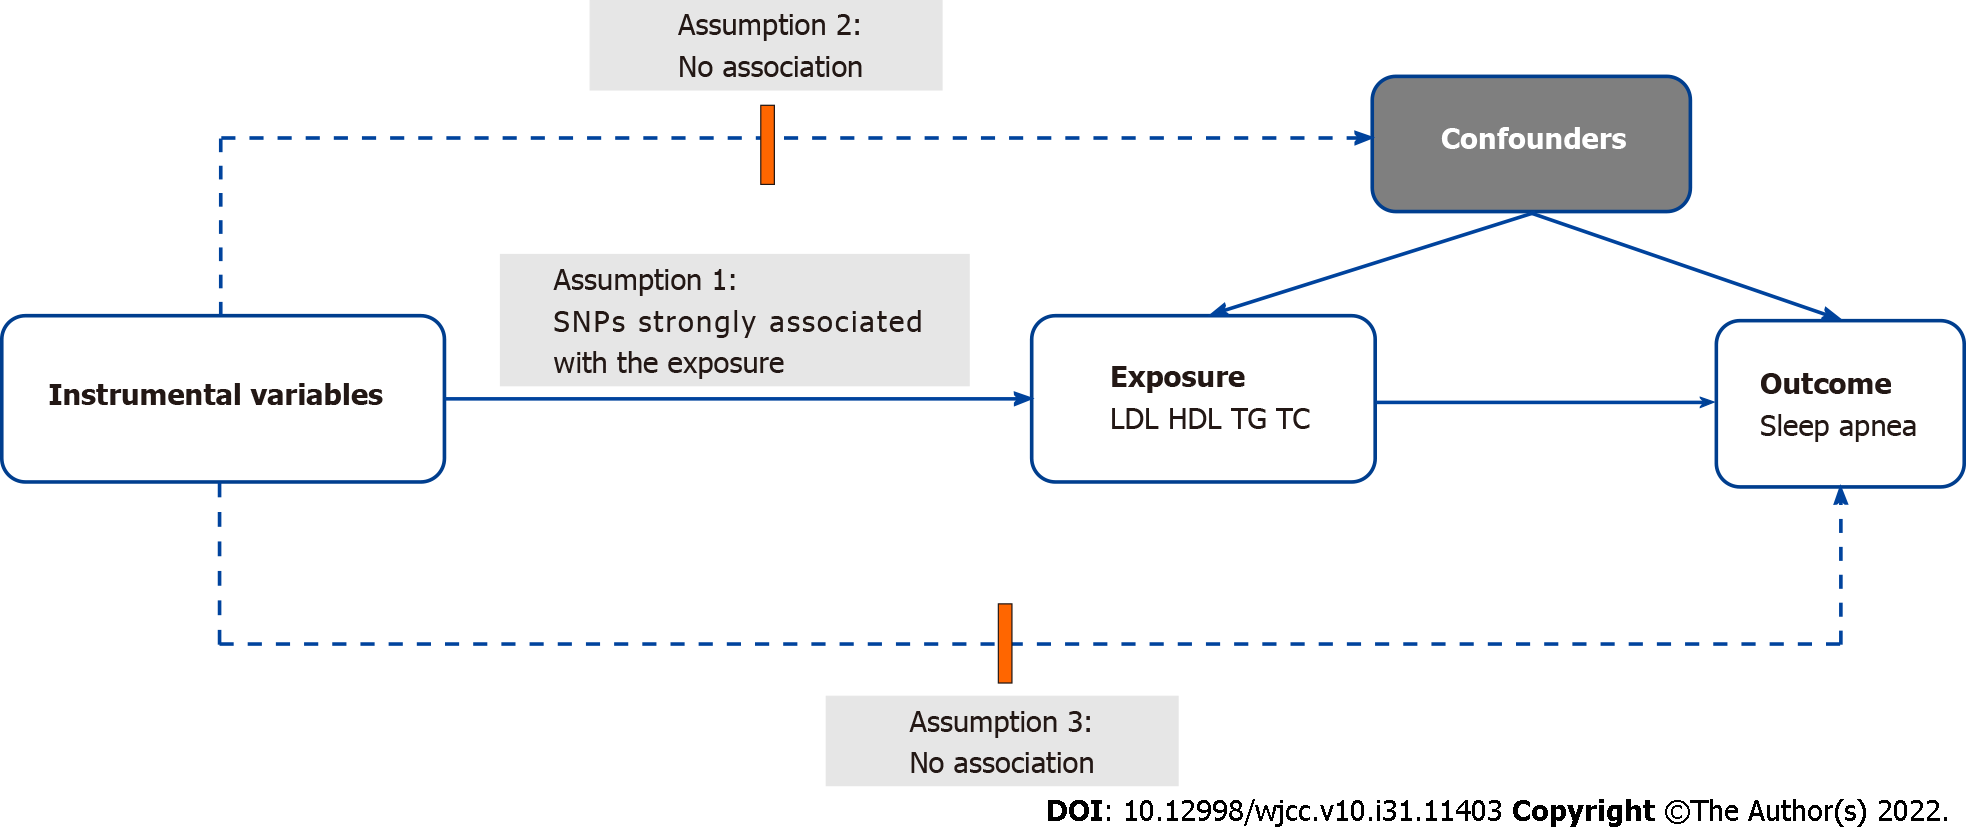 Assumption 2:
No association
Confounders
Assumption 1:
SNPs strongly associated
with the exposure
Instrumental variables
Exposure
LDL HDL TG TC
Outcome
Sleep apnea
Assumption 3:
No association
DOI: 10.12998/wjcc.v10.i31.11403 Copyright ©The Author(s) 2022.